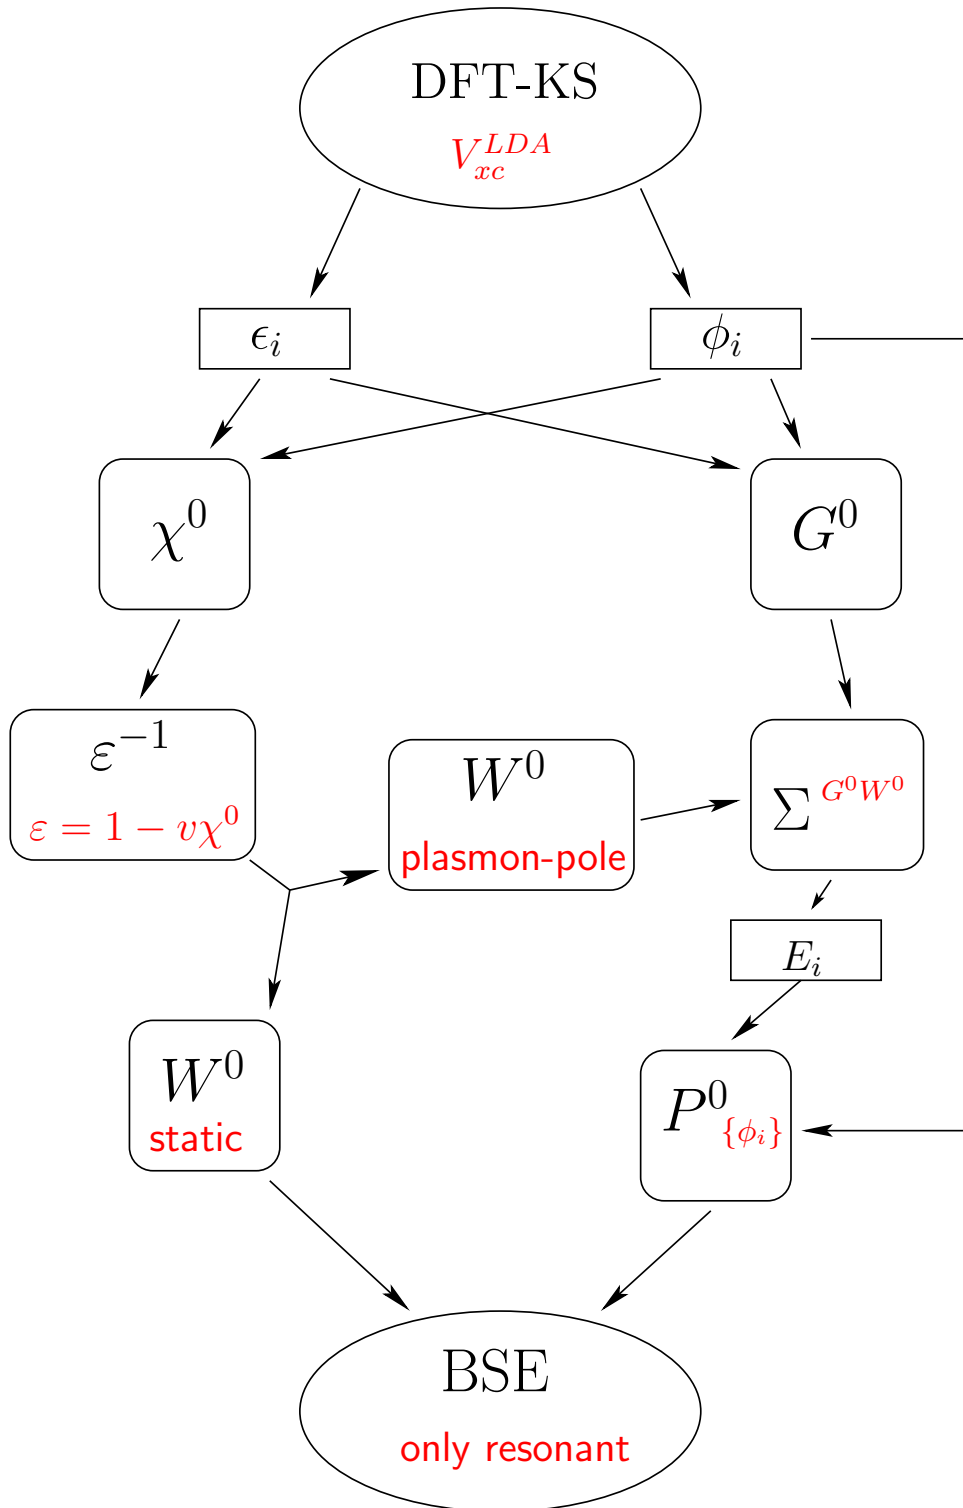 DFT-KS
V_{xc}^{LDA}
ϵ_i
ϕ_i
χ^0
G^0
ε^{-1}
ε = 1 − vχ^0
W^0
plasmon-pole
Σ^{G^0W^0}
E_i
W^0
static
P^0_{\{ϕ_i\}}
BSE
only resonant